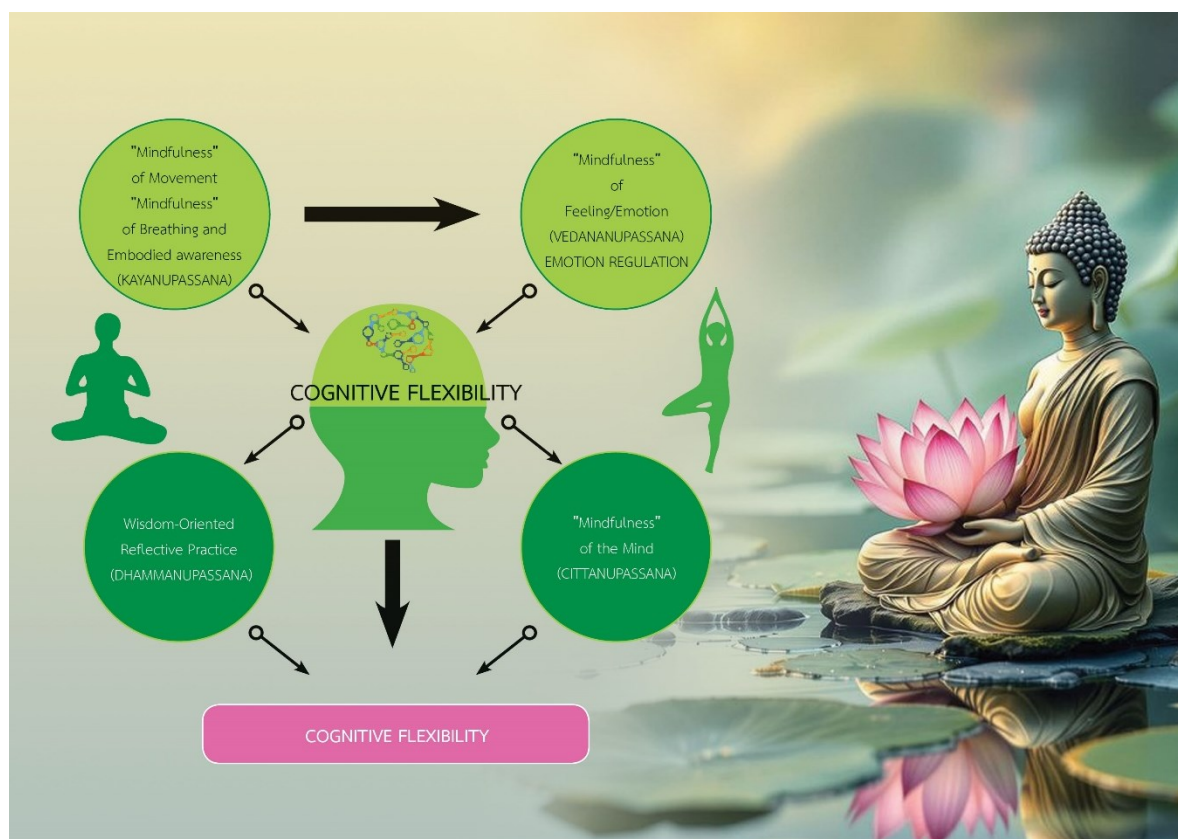 "Mindfulness"
of Movement
"Mindfulness"
of Breathing and
Embodied awareness
(KAYANUPASSANA)
"Mindfulness"
of
Feeling/Emotion
(VEDANANUPASSANA)
EMOTION REGULATION
COGNITIVE FLEXIBILITY
Wisdom-Oriented
Reflective Practice
(DHAMMANUPASSANA)
"Mindfulness"
of the Mind
(CITTANUPASSANA)
COGNITIVE FLEXIBILITY